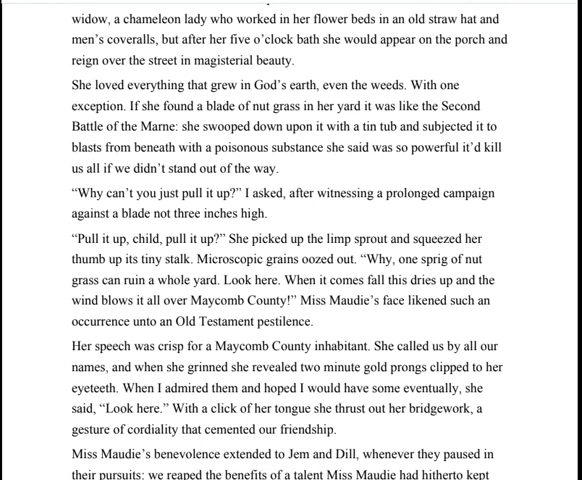 widow, a chameleon lady who worked in her flower beds in an old straw hat and
men’s coveralls, but after her five o’clock bath she would appear on the porch and
reign over the street in magisterial beauty.
She loved everything that grew in God’s earth, even the weeds. With one
exception. If she found a blade of nut grass in her yard it was like the Second
Battle of the Marne: she swooped down upon it with a tin tub and subjected it to
blasts from beneath with a poisonous substance she said was so powerful it’d kill
us all if we didn’t stand out of the way.
“Why can’t you just pull it up?” I asked, after witnessing a prolonged campaign
against a blade not three inches high.
“Pull it up, child, pull it up?” She picked up the limp sprout and squeezed her
thumb up its tiny stalk. Microscopic grains oozed out. “Why, one sprig of nut
grass can ruin a whole yard. Look here. When it comes fall this dries up and the
wind blows it all over Maycomb County!” Miss Maudie’s face likened such an
occurrence unto an Old Testament pestilence.
Her speech was crisp for a Maycomb County inhabitant. She called us by all our
names, and when she grinned she revealed two minute gold prongs clipped to her
eyeteeth. When I admired them and hoped I would have some eventually, she
said, “Look here.” With a click of her tongue she thrust out her bridgework, a
gesture of cordiality that cemented our friendship.
Miss Maudie’s benevolence extended to Jem and Dill, whenever they paused in
their pursuits: we reaped the benefits of a talent Miss Maudie had hitherto kept